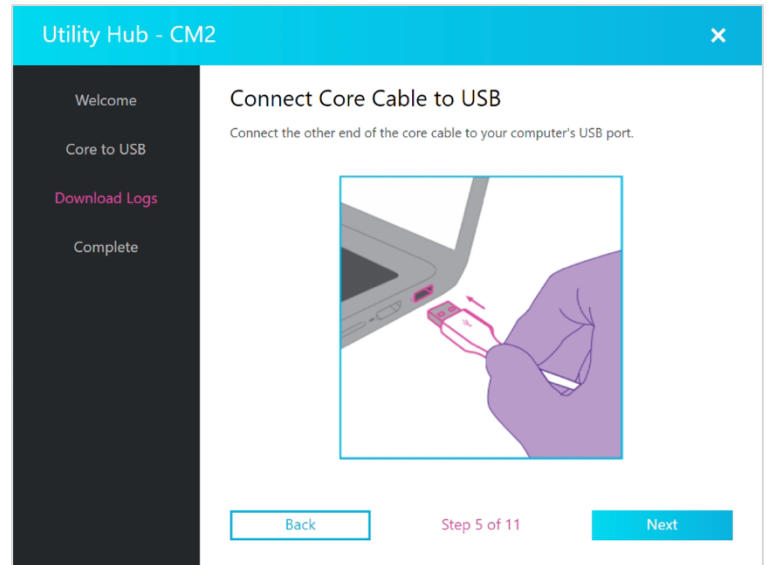 Utility Hub - CM2
Welcome
Core to USB
Download Logs
Complete
Connect Core Cable to USB
Connect the other end of the core cable to your computer's USB port.
Back
Step 5 of 11
Next